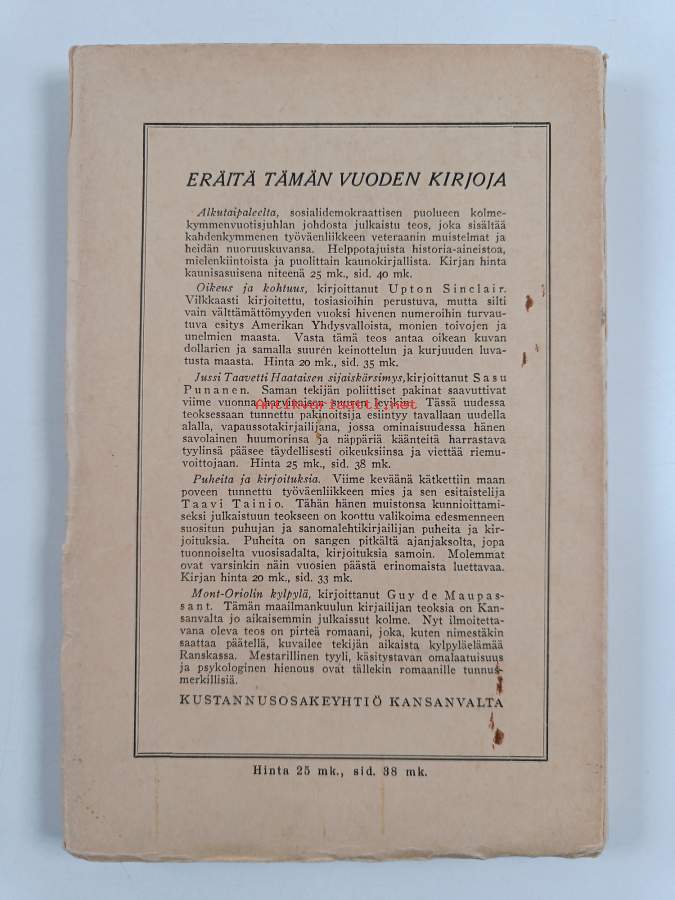 ERÄITÄ TÄMÄN VUODEN KIRJOJA
Alkutaipaleelta, sosialidemokraattisen puolueen kolme-
kymmenvuotisjuhlan johdosta julkaistu teos, joka sisältää
kahdenkymmenen työväenliikkeen veteraanin muistelmat ja
heidän nuoruuskuvansa. Helppotajuista historia-aineistoa,
mielenkiintoista ja puolittain kaunokirjallista. Kirjan hinta
kaunisasuisena niteenä 25 mk., sid. 40 mk.
Oikeus ja kohtuus, kirjoittanut Upton Sinclair.
Vilkkaasti kirjoitettu, tosiasioihin perustuva, mutta silti
vain välttämättömyyden vuoksi hivenen numeroihin turvau-
tuva esitys Amerikan Yhdysvalloista, monien toivojen ja
unelmien maasta. Vasta tämä teos antaa oikean kuvan
dollarien ja samalla suuren keinottelun ja kurjuuden luva-
tusta maasta. Hinta 20 mk., sid. 35 mk.
Jussi Taavetti Haataisen sijaiskärsimys, kirjoittanut Sasu
Punanen. Saman tekijän poliittiset pakinat saavuttivat
viime vuonna harvinaisen suuren levikin. Tässä uudessa
Antikvariaatti.net
teoksessaan tunnettu pakinoitsija esiintyy tavallaan uudella
alalla, vapaussotakirjailijana, jossa ominaisuudessa hänen
savolainen huumorinsa ja näppäriä käänteitä harrastava
tyylinsä pääsee täydellisesti oikeuksiinsa ja viettää riemu-
voittojaan. Hinta 25 mk., sid. 38 mk.
Puheita ja kirjoituksia. Viime keväänä kätkettiin maan
poveen tunnettu työväenliikkeen mies ja sen esitaistelija
Taavi Tainio. Tähän hänen muistonsa kunnioittami-
seksi julkaistuun teokseen on koottu valikoima edesmenneen
suositun puhujan ja sanomalehtikirjailijan puheita ja kir-
joituksia. Puheita on sangen pitkältä ajanjaksolta, jopa
tuonnoiselta vuosisadalta, kirjoituksia samoin. Molemmat
ovat varsinkin näin vuosien päästä erinomaista luettavaa.
Kirjan hinta 20 mk., sid. 33 mk.
Mont-Oriolin kylpylä, kirjoittanut Guy de Maupas-
sant. Tämän maailmankuulun kirjailijan teoksia on Kan-
sanvalta jo aikaisemmin julkaissut kolme. Nyt ilmoitetta-
vana oleva teos on pirteä romaani, joka, kuten nimestäkin
saattaa päätellä, kuvailee tekijän aikaista kylpyläelämää
Ranskassa. Mestarillinen tyyli, käsitystavan omalaatuisuus
ja psykologinen hienous ovat tällekin romaanille tunnus-
merkillisiä.
KUSTANNUSOSAKEYHTIÖ KANSANVALTA
Hinta 25 mk., sid. 38 mk.